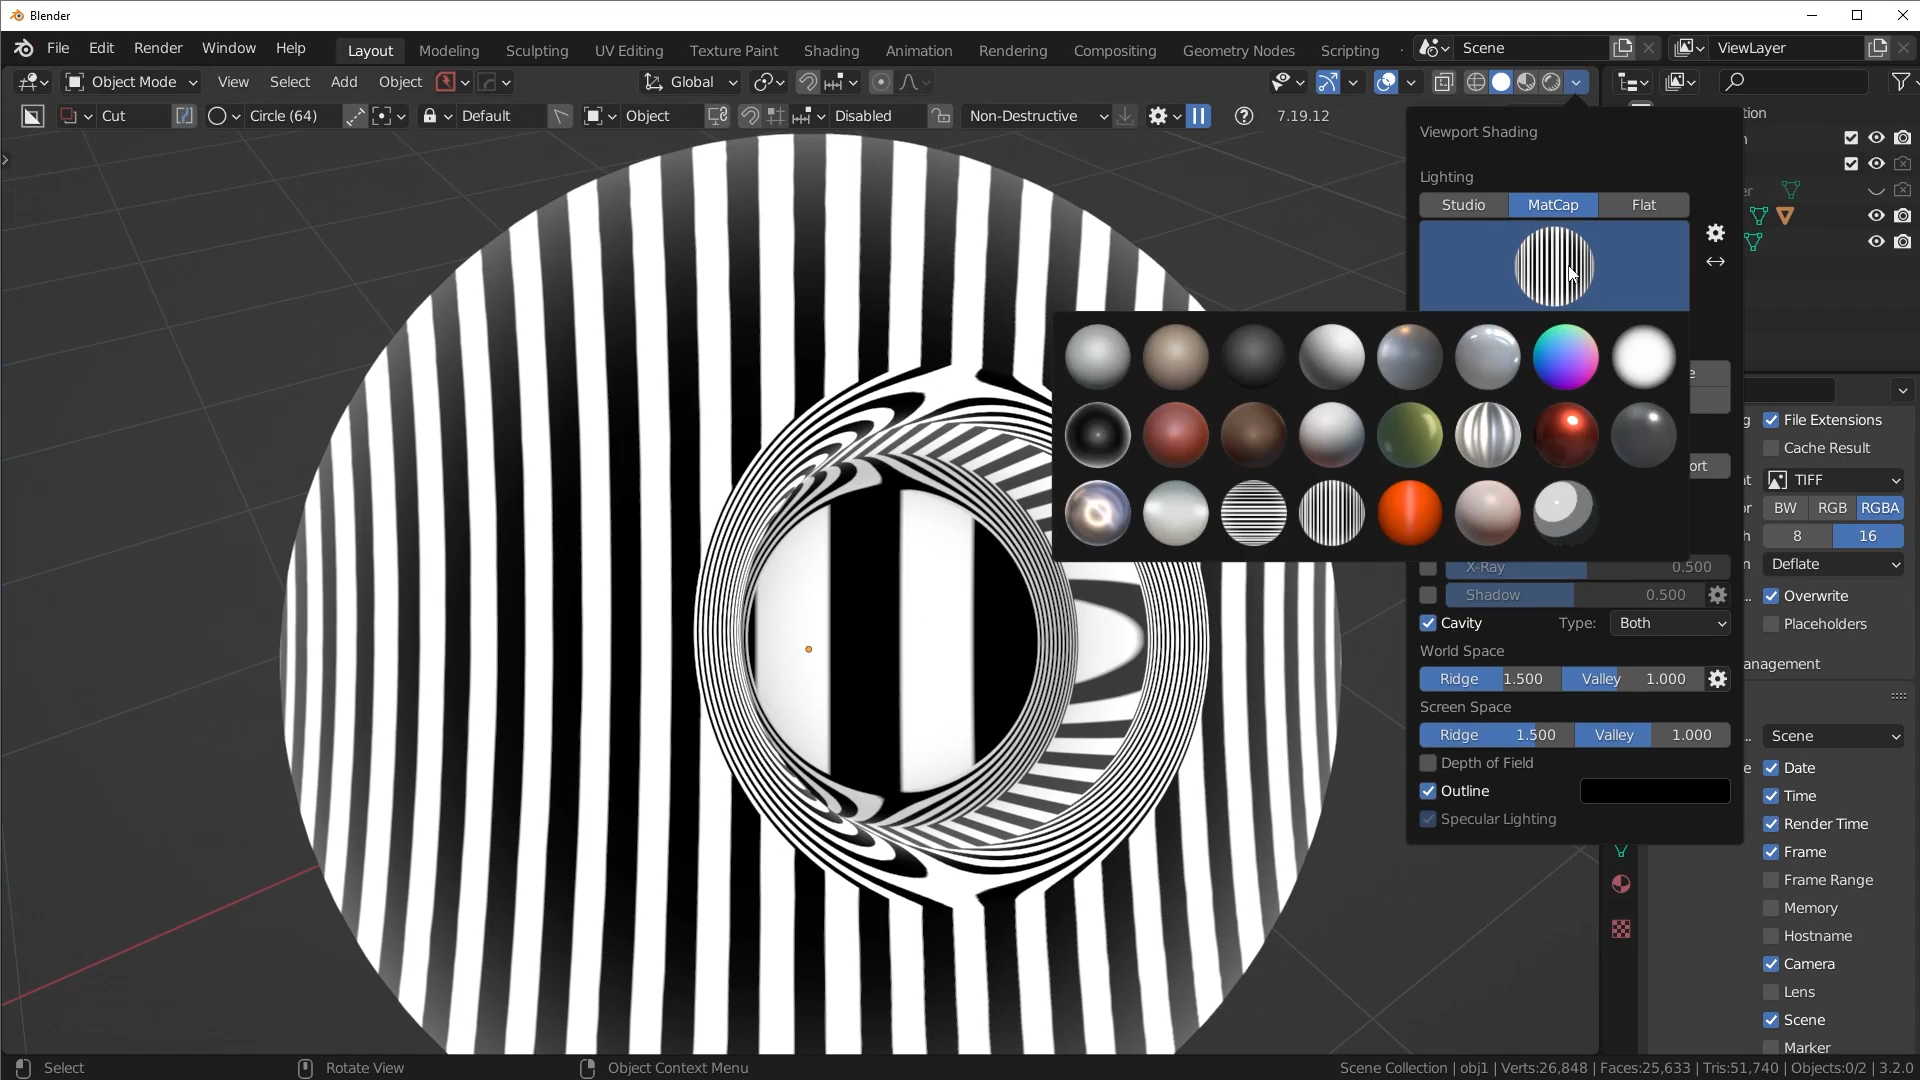 Blender
File Edit Render Window Help Layout Modeling Sculpting UV Editing Texture Paint Shading Animation Rendering Compositing Geometry Nodes Scripting Scene ViewLayer
Object Mode View Select Add Object Global
Cut Circle (64) Default Object Disabled Non-Destructive 7.19.12
tion
Viewport Shading
Lighting
Studio MatCap Flat
er
e
File Extensions
Cache Result
ort
TIFF
BW RGB RGBA
8 16
Deflate
X-Ray 0.500
Shadow 0.500
Overwrite
Cavity Type: Both
Placeholders
World Space
anagement
Ridge 1.500 Valley 1.000
Screen Space
Ridge 1.500 Valley 1.000
Scene
Depth of Field
Date
Outline
Time
Specular Lighting
Render Time
Frame
Frame Range
Memory
Hostname
Camera
Lens
Scene
Marker
Select Rotate View Object Context Menu Scene Collection | obj1 | Verts:26,848 | Faces:25,633 | Tris:51,740 | Objects:0/2 | 3.2.0